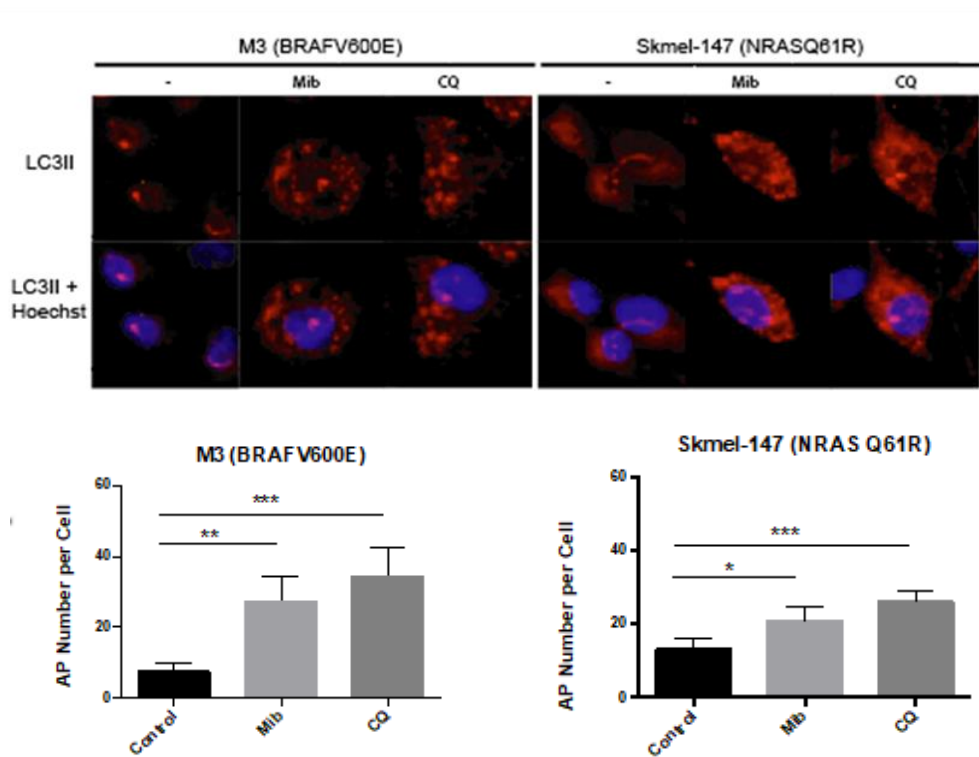 M3 (BRAFV600E) Skmel-147 (NRASQ61R)
- Mib CQ - Mib CQ
LC3II
LC3II +
Hoechst
M3 (BRAFV600E)
60
40
20
0
AP Number per Cell
***
**
Control Mib CQ
Skmel-147 (NRAS Q61R)
60
40
20
0
AP Number per Cell
***
*
Control Mib CQ